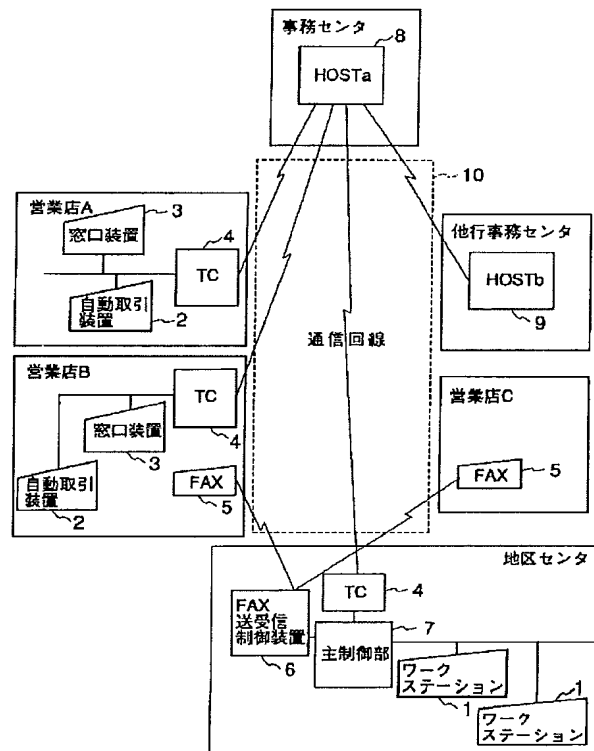 事務センタ
8
HOSTa
10
営業店A
3
窓口装置
4
TC
自動取引
装置
2
他行事務センタ
HOSTb
9
通信回線
営業店B
TC
4
窓口装置
3
自動取引
装置
2
FAX
5
営業店C
FAX
5
地区センタ
TC
4
FAX
送受信
制御装置
6
7
主制御部
ワーク
ステーション
1
1
ワーク
ステーション